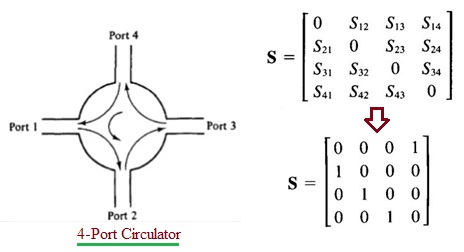 Port 4
Port 1
Port 3
Port 2
4-Port Circulator
S = [ 0 S12 S13 S14
S21 0 S23 S24
S31 S32 0 S34
S41 S42 S43 0 ]
S = [ 0 0 0 1
1 0 0 0
0 1 0 0
0 0 1 0 ]